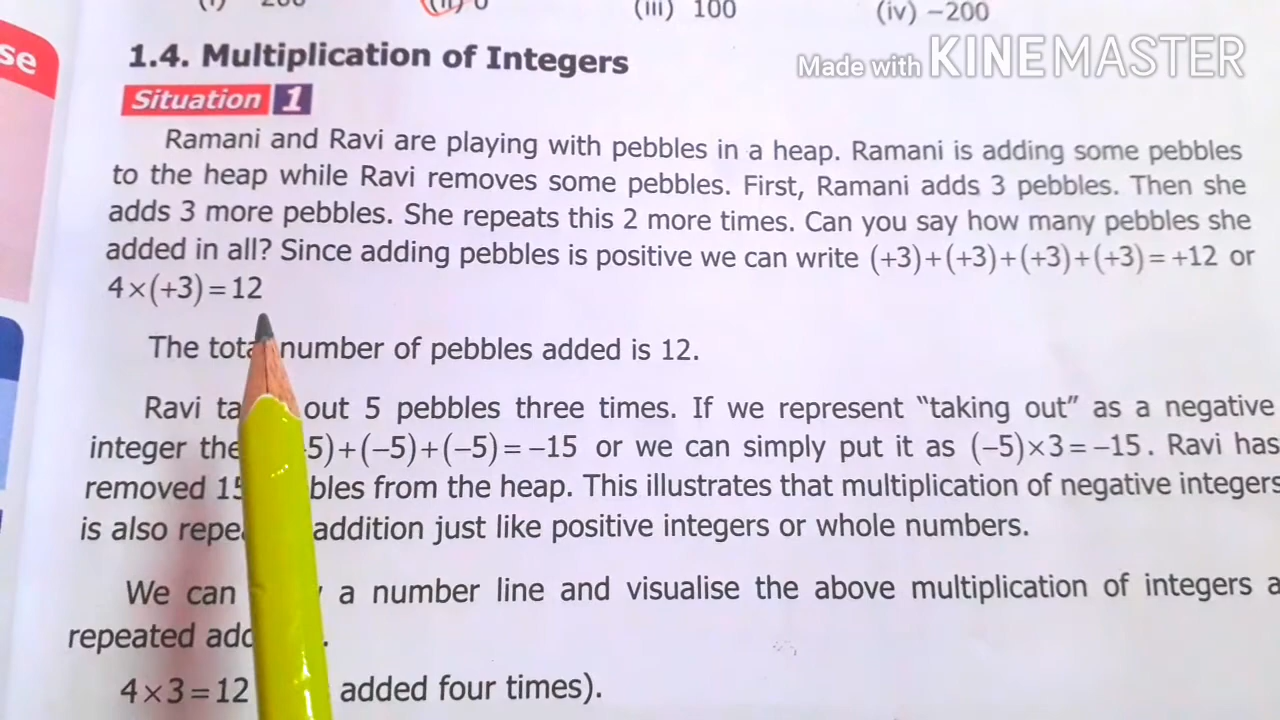 (iii) 100 (iv) −200
1.4. Multiplication of Integers
Made with KINEMASTER
se
Situation 1
Ramani and Ravi are playing with pebbles in a heap. Ramani is adding some pebbles
to the heap while Ravi removes some pebbles. First, Ramani adds 3 pebbles. Then she
adds 3 more pebbles. She repeats this 2 more times. Can you say how many pebbles she
added in all? Since adding pebbles is positive we can write (+3)+(+3)+(+3)+(+3)= +12 or
4×(+3)=12
The total number of pebbles added is 12.
Ravi out 5 pebbles three times. If we represent “taking out” as a negative
integer 5)+(−5)+(−5)= −15 or we can simply put it as (−5)×3=−15. Ravi has
removed from the heap. This illustrates that multiplication of negative integers
is also addition just like positive integers or whole numbers.
We can a number line and visualise the above multiplication of integers a
repeated
4×3=12 added four times).